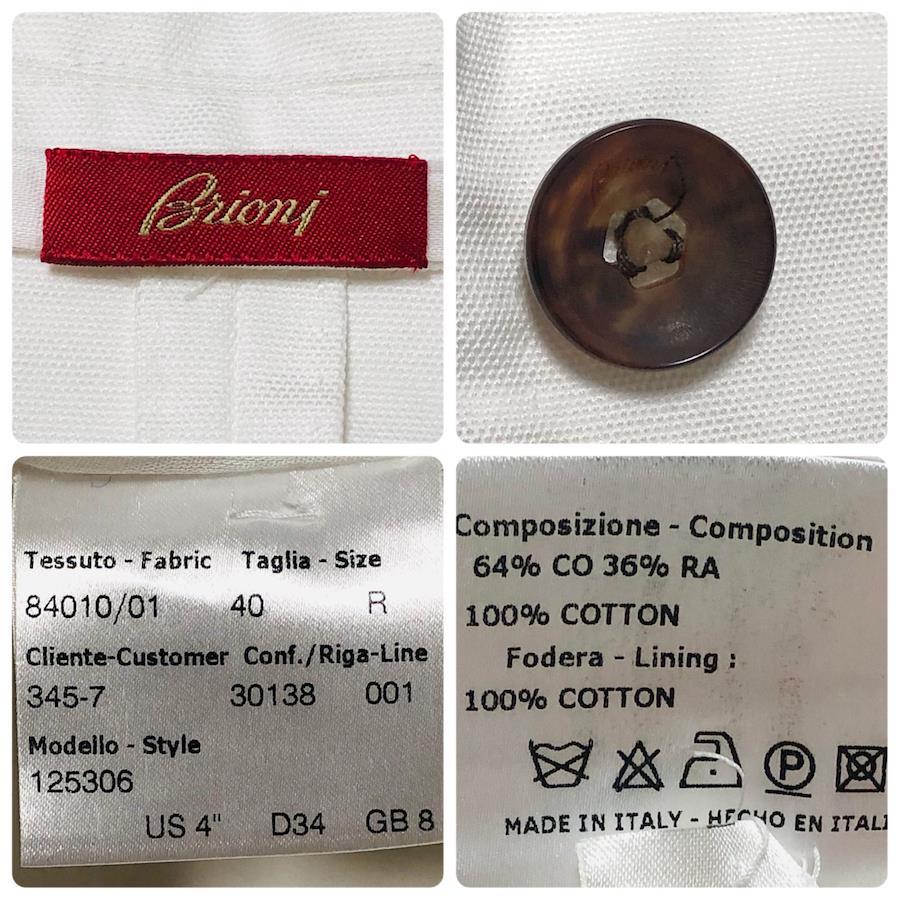 Brioni
Tessuto - Fabric Taglia - Size
84010/01 40 R
Cliente-Customer Conf./Riga-Line
345-7 30138 001
Modello - Style
125306
US 4" D34 GB 8
Composizione - Composition
64% CO 36% RA
100% COTTON
Fodera - Lining :
100% COTTON
P
MADE IN ITALY - HECHO EN ITALI